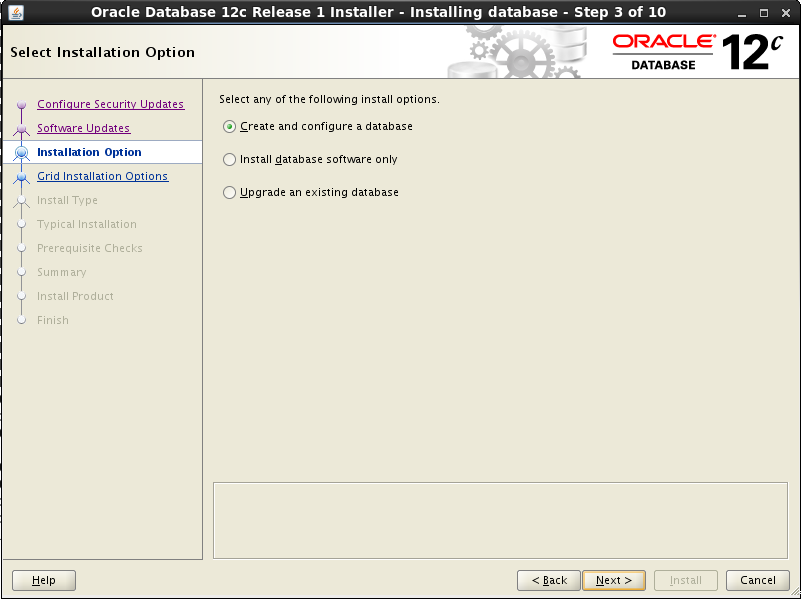 Oracle Database 12c Release 1 Installer - Installing database - Step 3 of 10
Select Installation Option
ORACLE®
DATABASE
12c
Configure Security Updates
Software Updates
Installation Option
Grid Installation Options
Install Type
Typical Installation
Prerequisite Checks
Summary
Install Product
Finish
Select any of the following install options.
Create and configure a database
Install database software only
Upgrade an existing database
Help
< Back
Next >
Install
Cancel